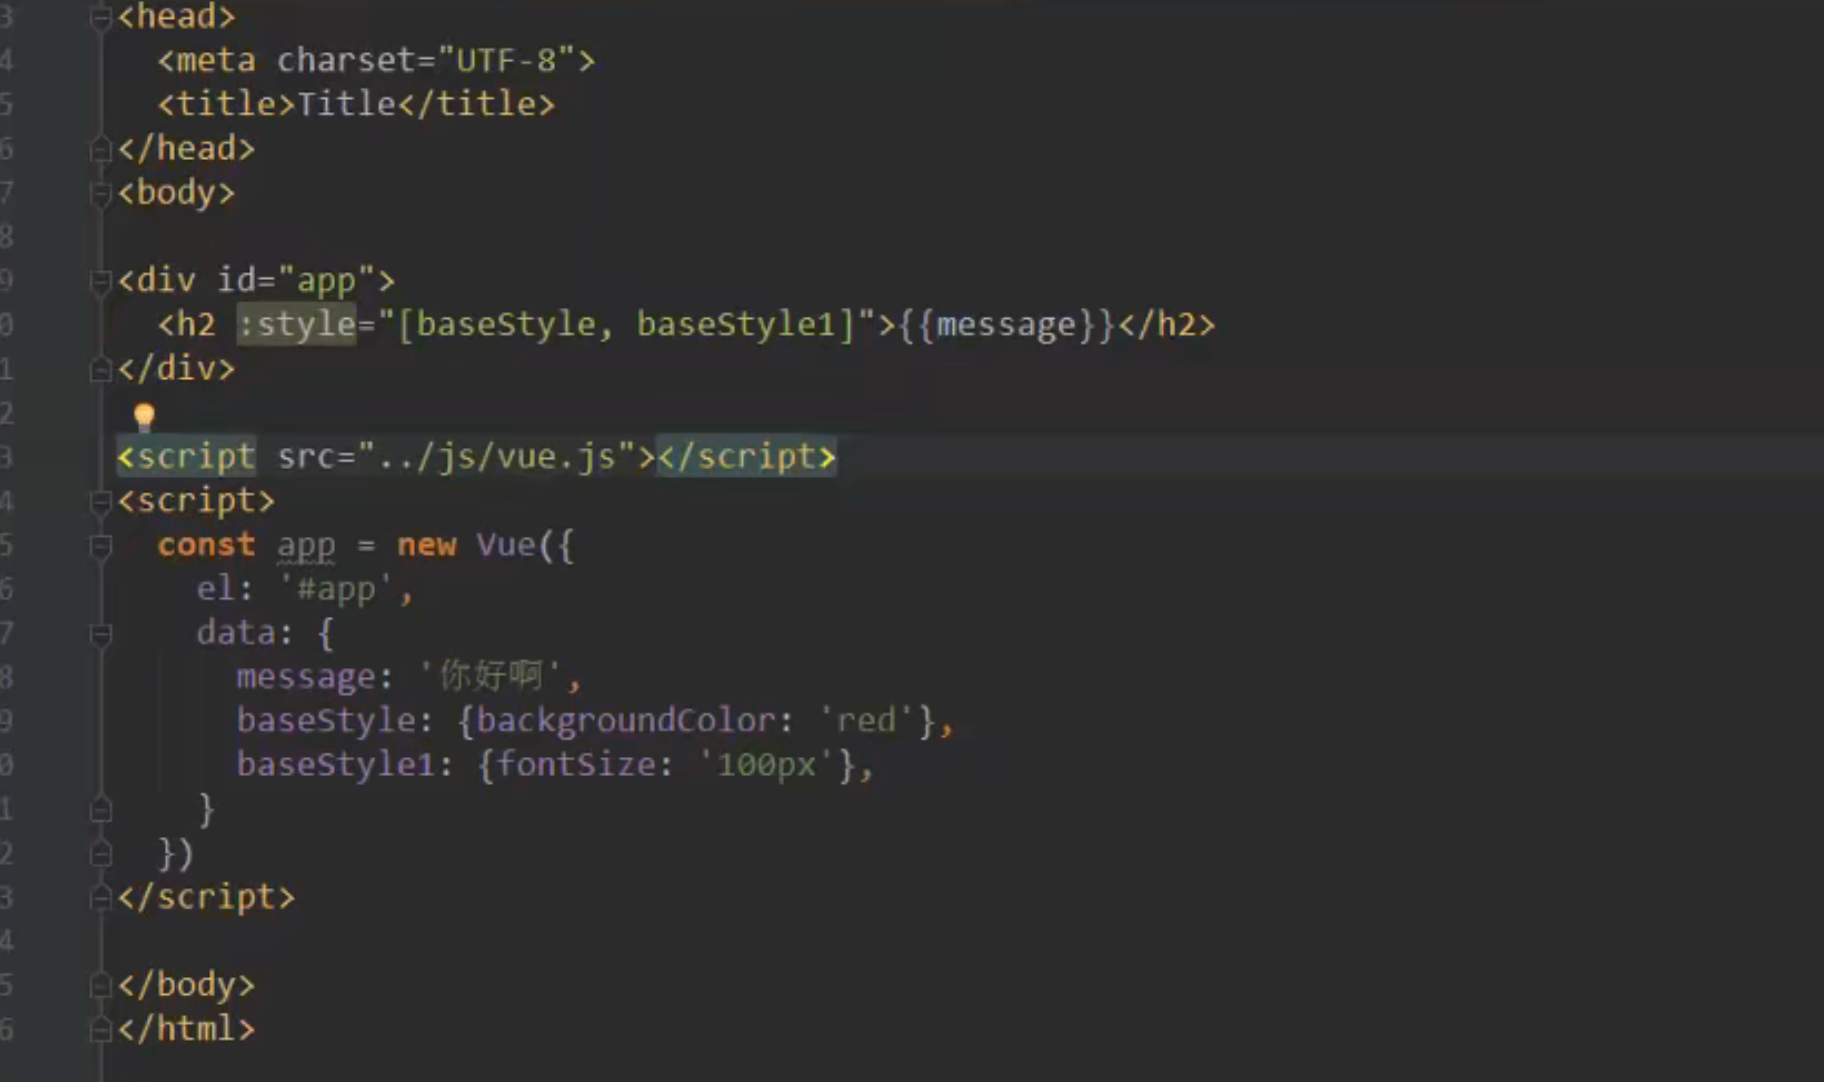 3 <head>
4 <meta charset="UTF-8">
5 <title>Title</title>
6 </head>
7 <body>
8
9 <div id="app">
0 <h2 :style="[baseStyle, baseStyle1]">{{message}}</h2>
1 </div>
2
3 <script src="../js/vue.js"></script>
4 <script>
5 const app = new Vue({
6 el: '#app',
7 data: {
8 message: '你好啊',
9 baseStyle: {backgroundColor: 'red'},
0 baseStyle1: {fontSize: '100px'},
1 }
2 })
3 </script>
4
5 </body>
6 </html>